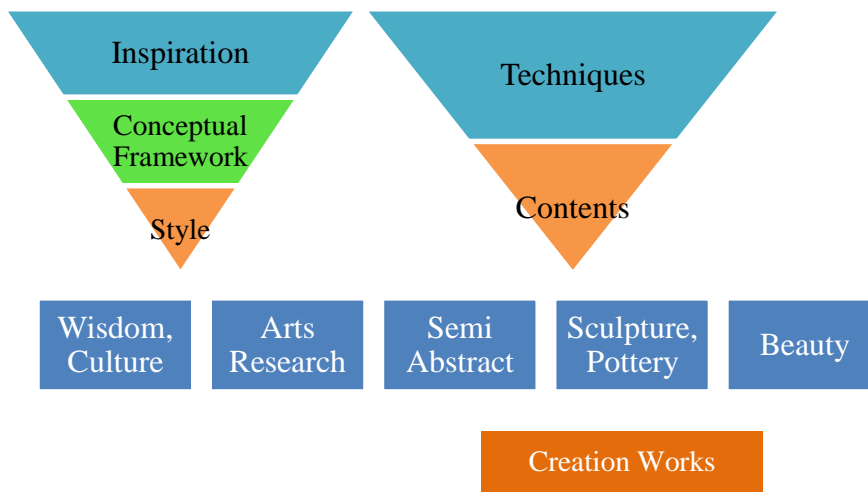 Inspiration
Conceptual
Framework
Style
Techniques
Contents
Wisdom,
Culture
Arts
Research
Semi
Abstract
Sculpture,
Pottery
Beauty
Creation Works